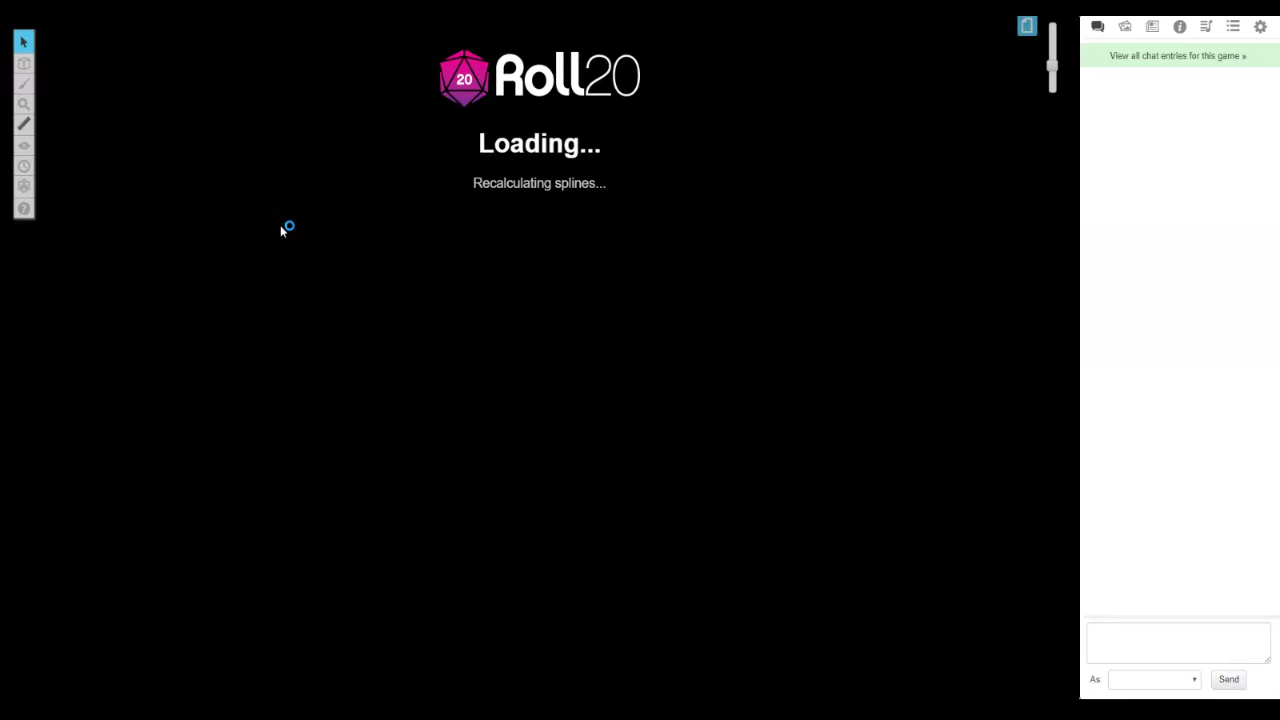 20 Roll20
Loading...
Recalculating splines...
View all chat entries for this game »
As:
Send